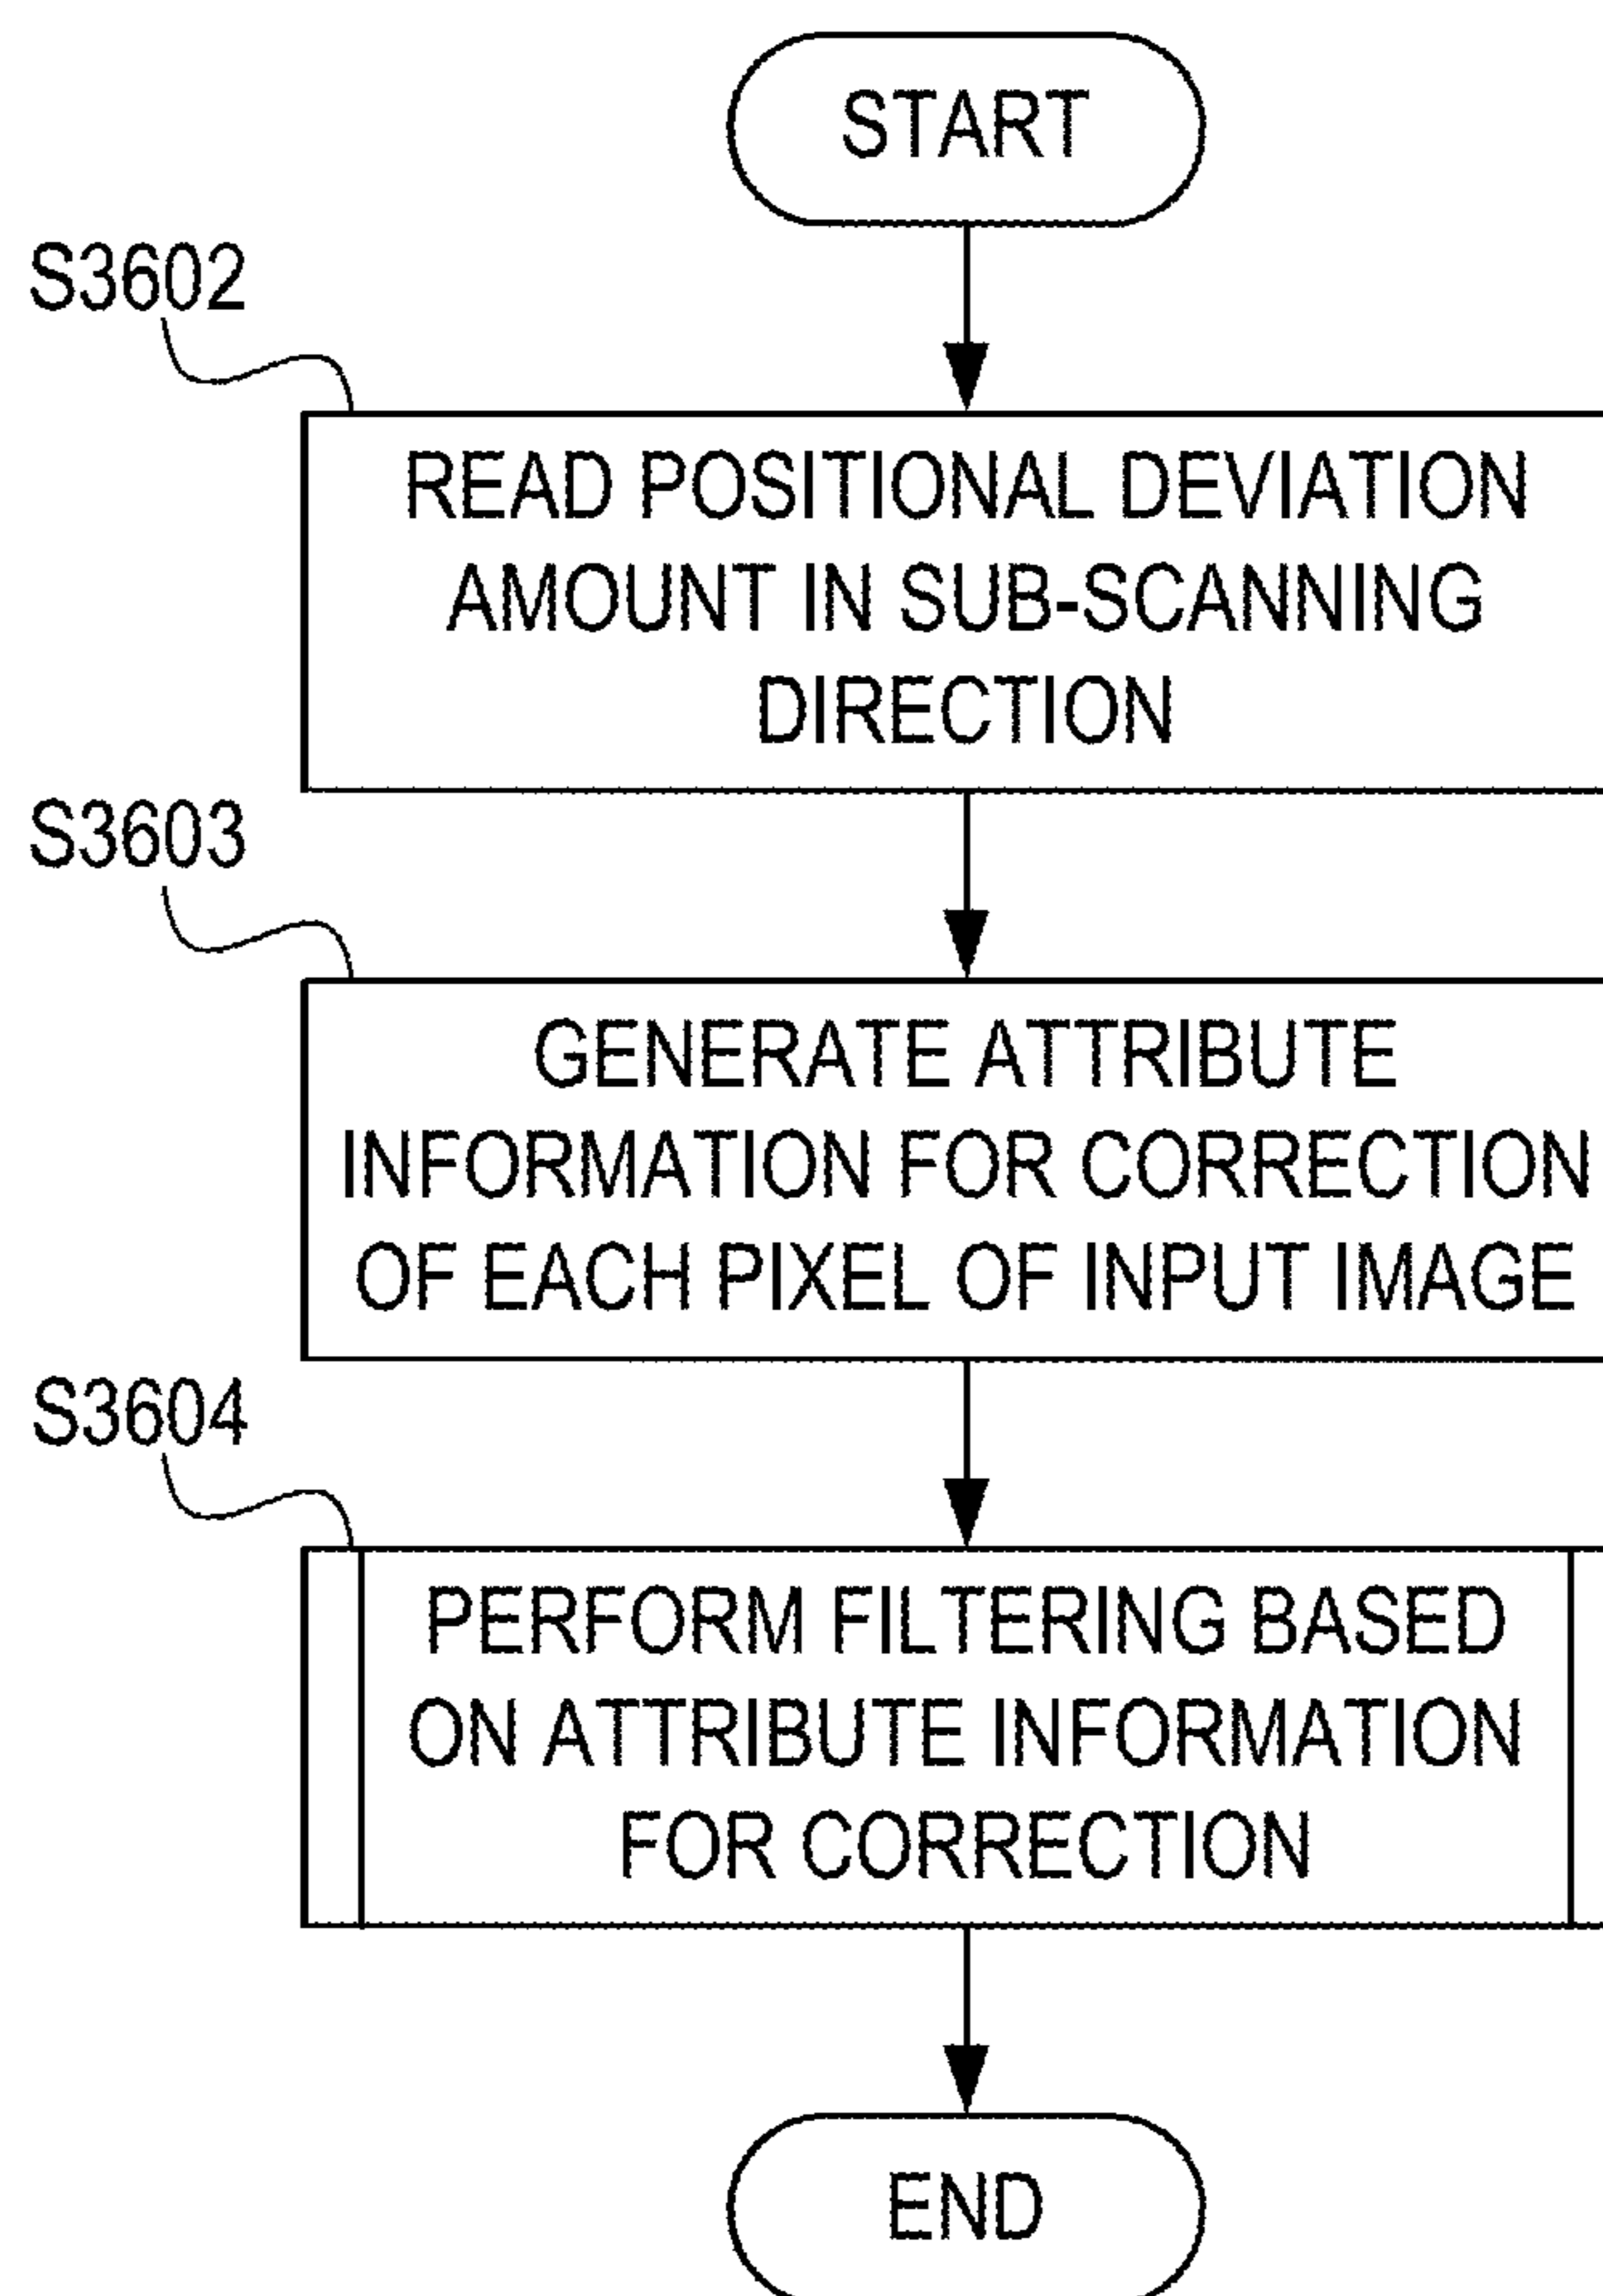 START
S3602
READ POSITIONAL DEVIATION
AMOUNT IN SUB-SCANNING
DIRECTION
S3603
GENERATE ATTRIBUTE
INFORMATION FOR CORRECTION
OF EACH PIXEL OF INPUT IMAGE
S3604
PERFORM FILTERING BASED
ON ATTRIBUTE INFORMATION
FOR CORRECTION
END